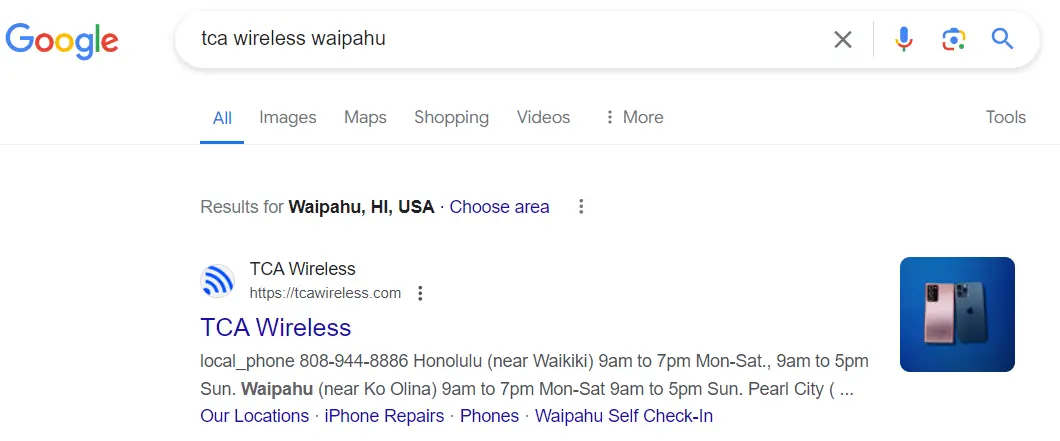 Google
tca wireless waipahu
All Images Maps Shopping Videos More Tools
Results for Waipahu, HI, USA · Choose area
TCA Wireless
https://tcawireless.com
TCA Wireless
local_phone 808-944-8886 Honolulu (near Waikiki) 9am to 7pm Mon-Sat., 9am to 5pm
Sun. Waipahu (near Ko Olina) 9am to 7pm Mon-Sat 9am to 5pm Sun. Pearl City ( ...
Our Locations · iPhone Repairs · Phones · Waipahu Self Check-In